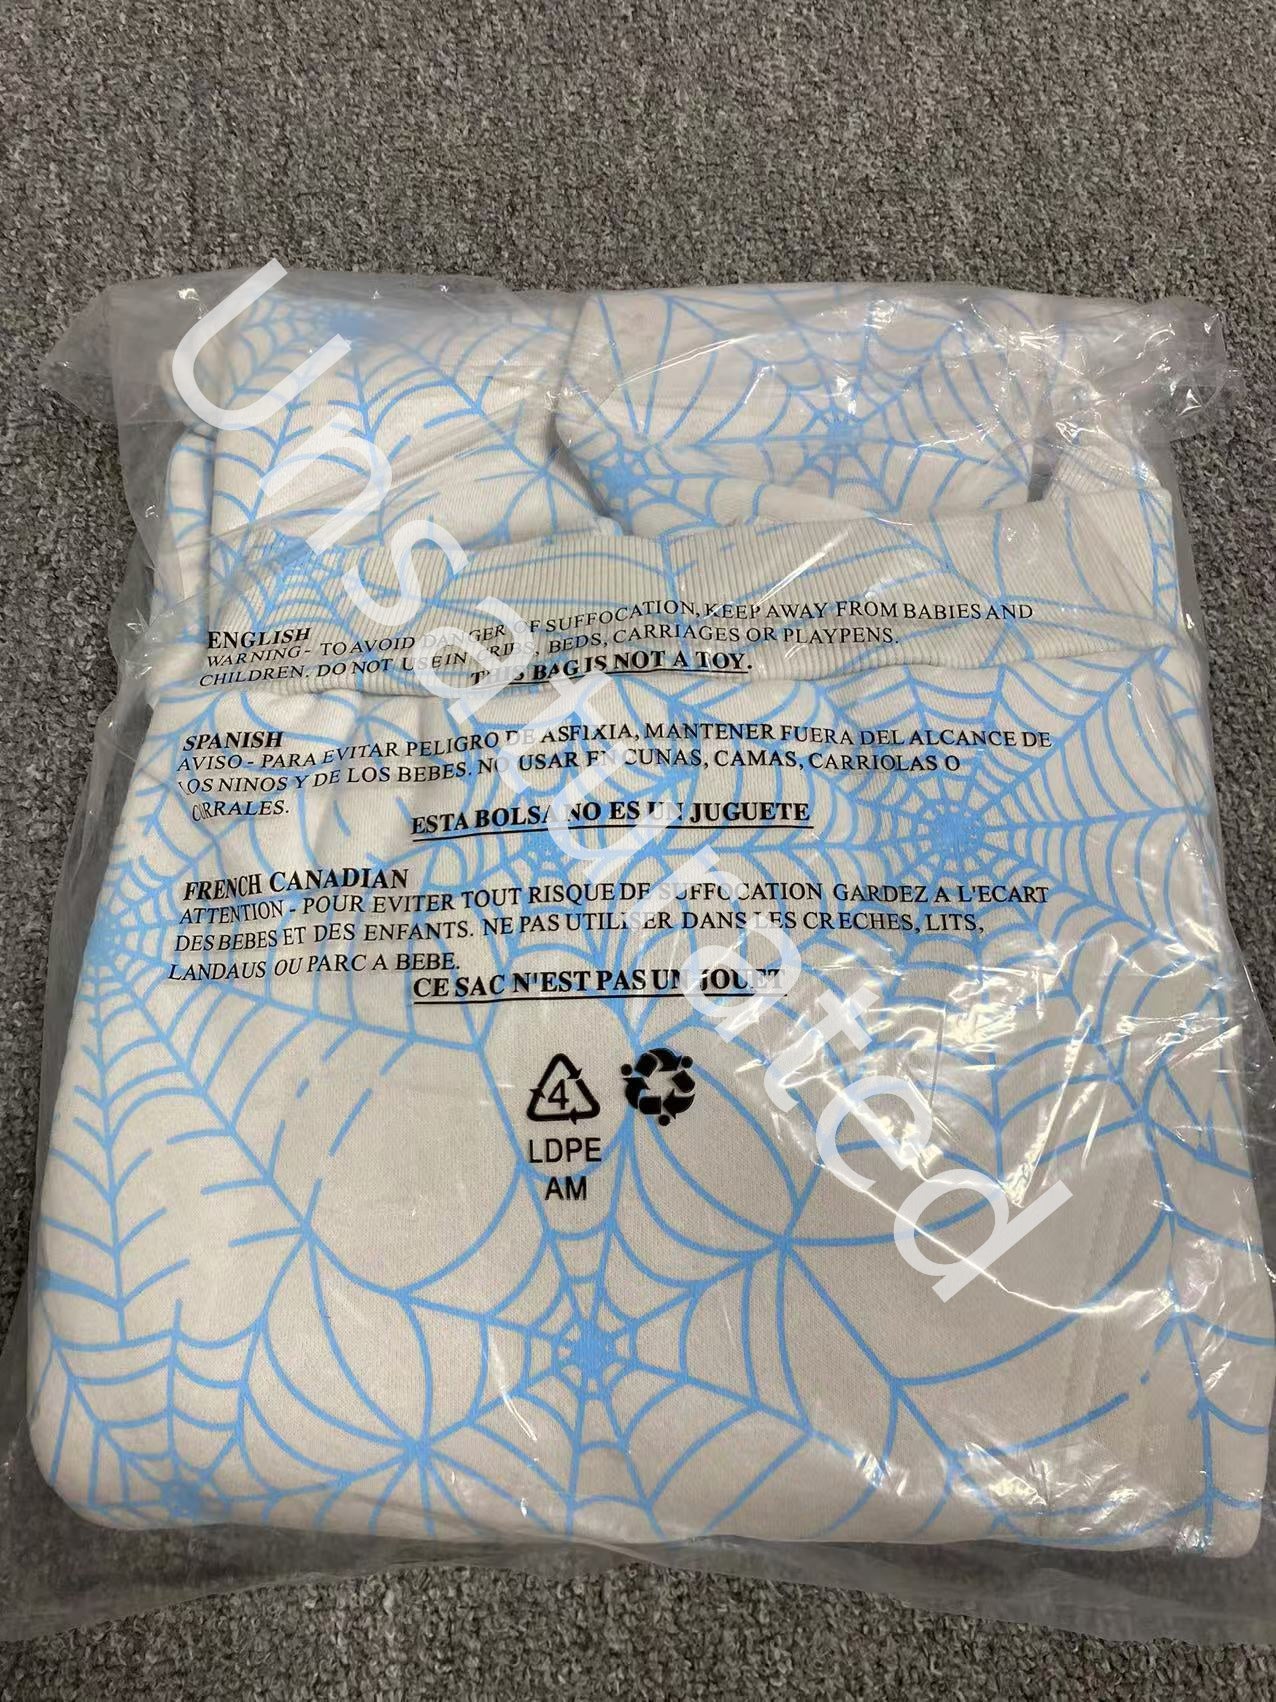 Unsaturated
ENGLISH
WARNING - TO AVOID DANGER OF SUFFOCATION, KEEP AWAY FROM BABIES AND
CHILDREN. DO NOT USE IN CRIBS, BEDS, CARRIAGES OR PLAYPENS.
THIS BAG IS NOT A TOY.
SPANISH
AVISO - PARA EVITAR PELIGRO DE ASFIXIA, MANTENER FUERA DEL ALCANCE DE
LOS NINOS Y DE LOS BEBES. NO USAR EN CUNAS, CAMAS, CARRIOLAS O
CORRALES.
ESTA BOLSA NO ES UN JUGUETE
FRENCH CANADIAN
ATTENTION - POUR EVITER TOUT RISQUE DE SUFFOCATION GARDEZ A L'ECART
DES BEBES ET DES ENFANTS. NE PAS UTILISER DANS LES CRECHES, LITS,
LANDAUS OU PARC A BEBE.
CE SAC N'EST PAS UN JOUET
4
LDPE
AM